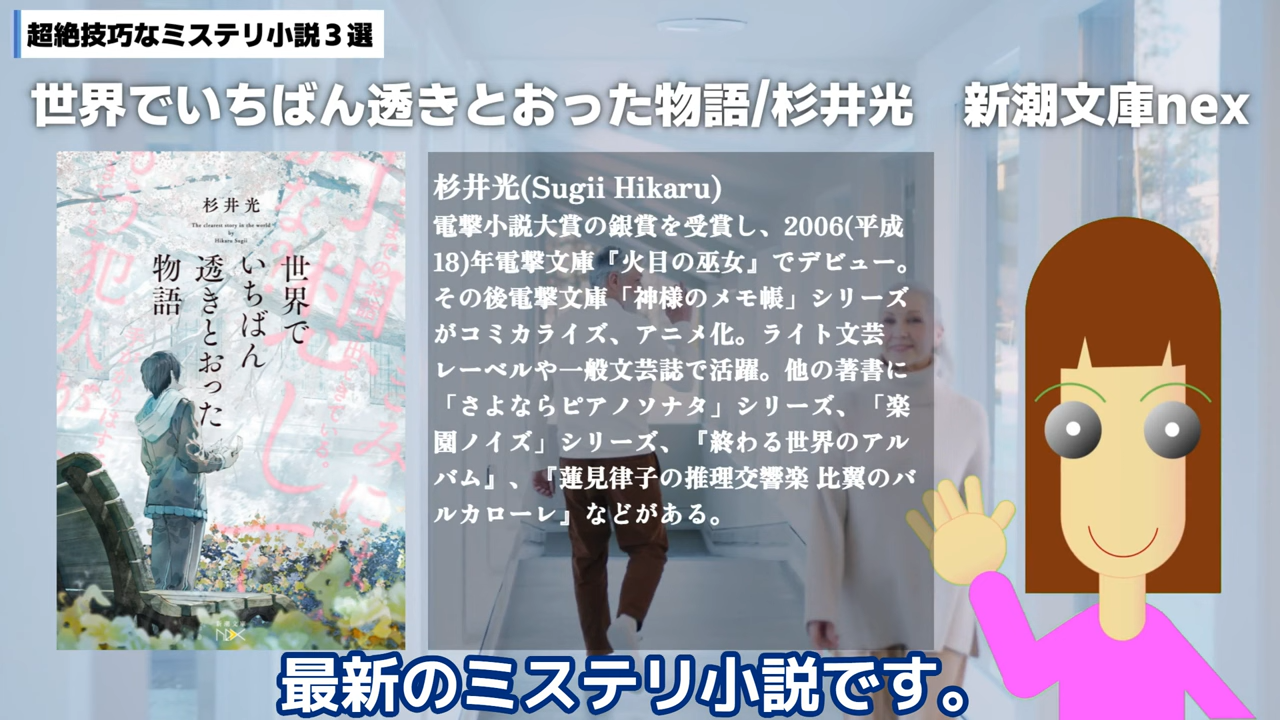 超絶技巧なミステリ小説3選
世界でいちばん透きとおった物語/杉井光　新潮文庫nex
杉井光
The clearest story in the world
by
Hikaru Sugii
世界で
いちばん
透きとおった
物語
新潮文庫
NEX
杉井光(Sugii Hikaru)
電撃小説大賞の銀賞を受賞し、2006(平成
18)年電撃文庫『火目の巫女』でデビュー。
その後電撃文庫「神様のメモ帳」シリーズ
がコミカライズ、アニメ化。ライト文芸
レーベルや一般文芸誌で活躍。他の著書に
「さよならピアノソナタ」シリーズ、「楽
園ノイズ」シリーズ、『終わる世界のアル
バム』、『蓮見律子の推理交響楽 比翼のバ
ルカローレ』などがある。
最新のミステリ小説です。